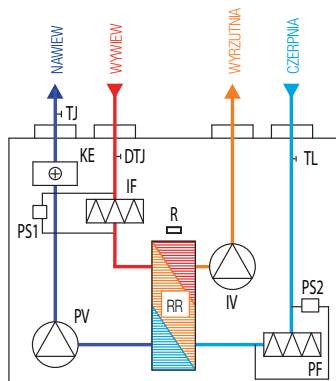 NAWIEW
WYWIEW
WYRZUTNIA
CZERPNIA
TJ
KE
DTJ
TL
IF
PS1
R
PS2
RR
IV
PV
PF